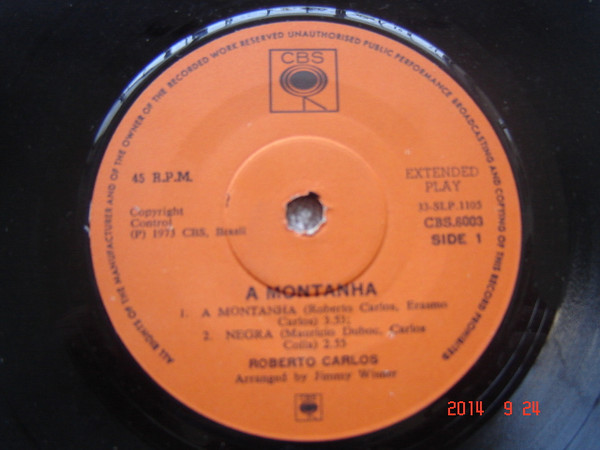 ALL RIGHTS OF THE MANUFACTURER AND OF THE OWNER OF THE RECORDED WORK RESERVED UNAUTHORISED PUBLIC PERFORMANCE BROADCASTING AND COPYING OF THIS RECORD PROHIBITED
CBS
45 R.P.M.
EXTENDED
PLAY
33-SLP.1105
CBS.6003
SIDE 1
Copyright
Control
(P) 1975 CBS, Brazil
A MONTANHA
1. A MONTANHA (Roberto Carlos, Erasmo
Carlos) 3.53;
2. NEGRA (Mauricio Duboc, Carlos
Colla) 2.55
ROBERTO CARLOS
Arranged by Jimmy Wisner
CBS
2014 9 24